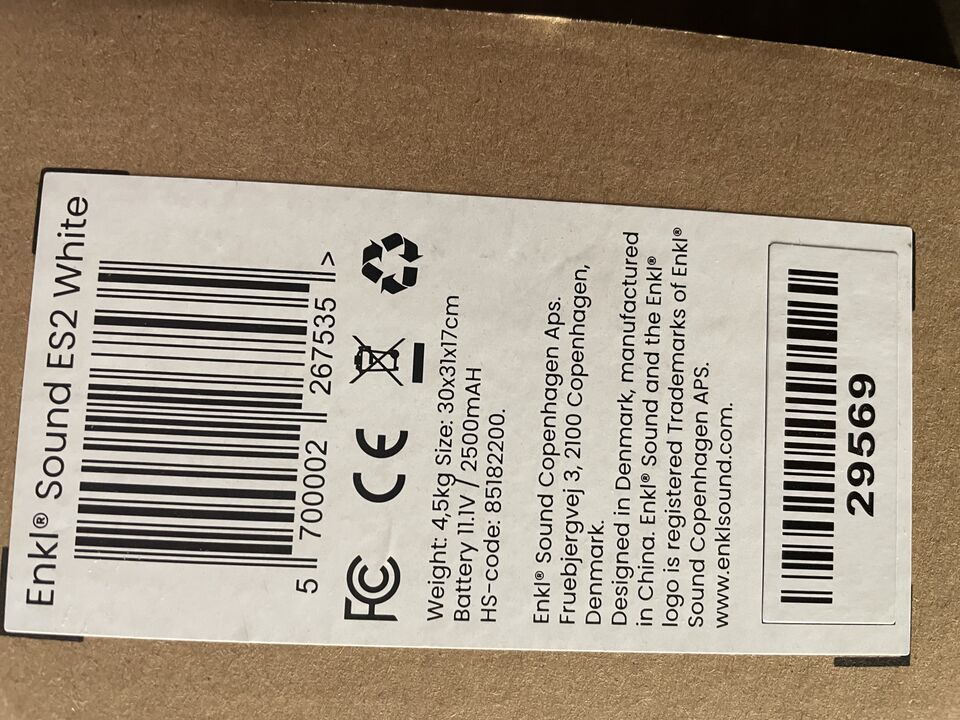 Enkl® Sound ES2 White
5 700002 267535 >
FC CE
Weight: 4,5kg Size: 30x31x17cm
Battery 11.1V / 2500mAH
HS-code: 85182200.
Enkl® Sound Copenhagen Aps.
Fruebjergvej 3, 2100 Copenhagen,
Denmark.
Designed in Denmark, manufactured
in China. Enkl® Sound and the Enkl®
logo is registered Trademarks of Enkl®
Sound Copenhagen APS.
www.enklsound.com.
29569